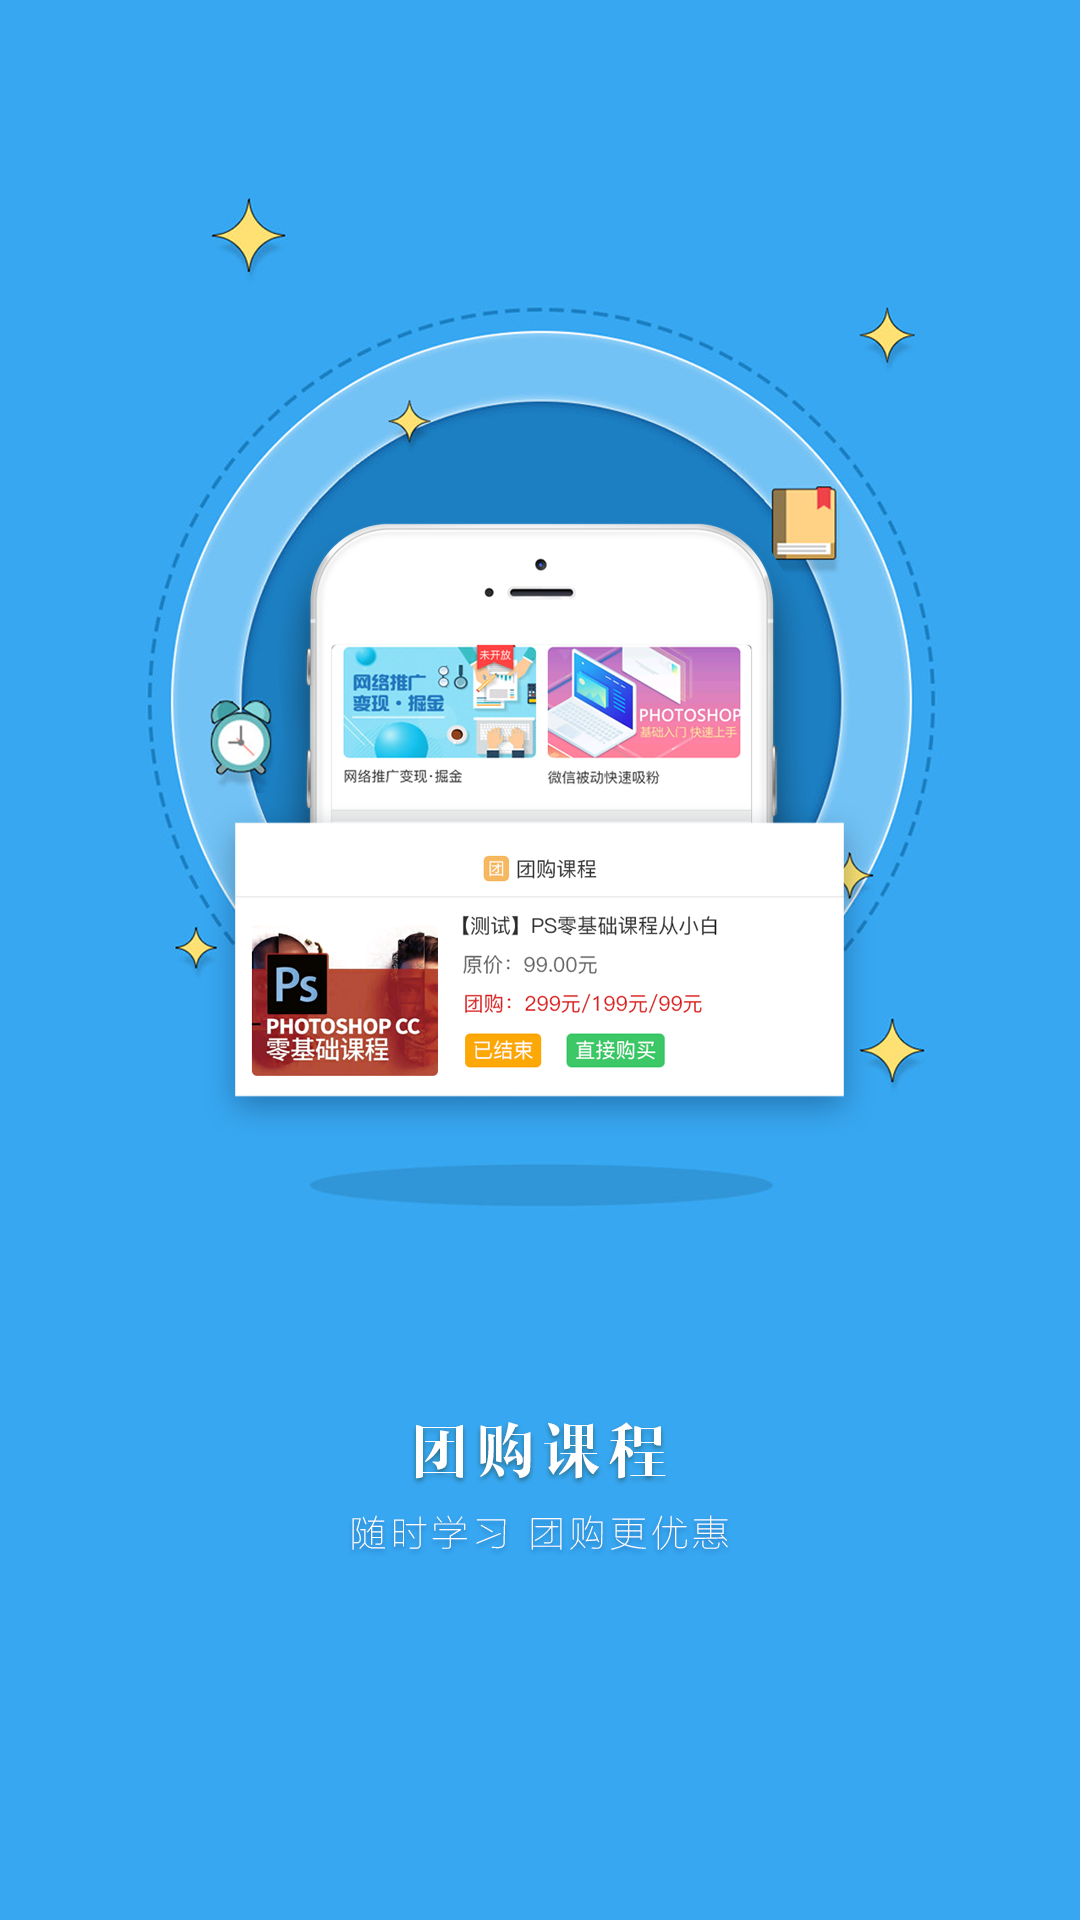 未开放
网络推广
变现·掘金
PHOTOSHOP
基础入门 快速上手
网络推广变现·掘金
微信被动快速吸粉
团 团购课程
【测试】PS零基础课程从小白
原价：99.00元
团购：299元/199元/99元
已结束 直接购买
Ps
PHOTOSHOP CC
零基础课程
团购课程
随时学习 团购更优惠